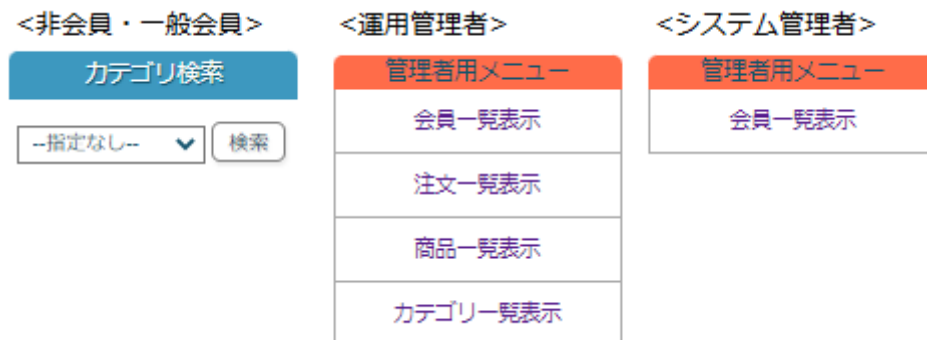 <非会員・一般会員>
カテゴリ検索
--指定なし--
検索
<運用管理者>
管理者用メニュー
会員一覧表示
注文一覧表示
商品一覧表示
カテゴリ一覧表示
<システム管理者>
管理者用メニュー
会員一覧表示